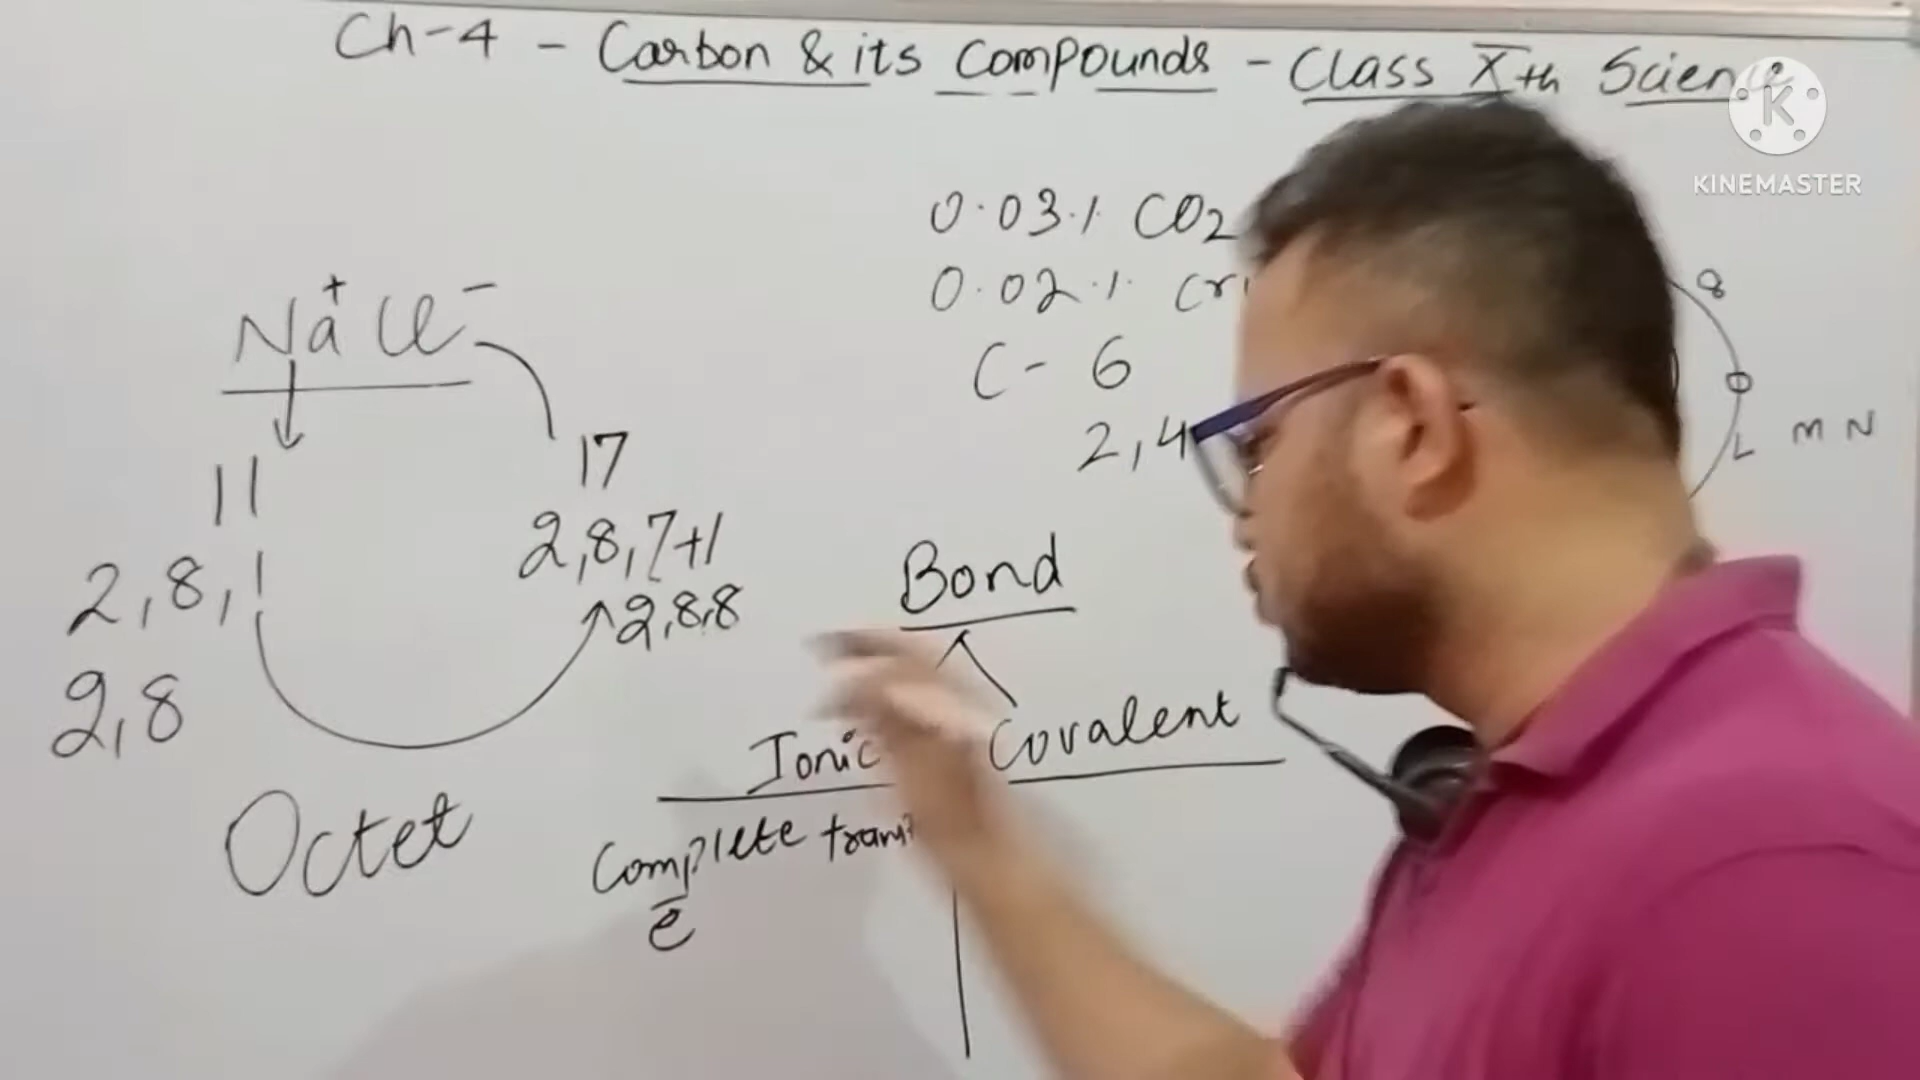 Ch-4 - Carbon & its Compounds - Class Xth Science
KINEMASTER
0.03% CO2
0.02%
C- 6
2,4
8
L M N
Na+ Cl-
11
17
2,8,1
2,8,7+1
2,8,8
2,8
Octet
Bond
Ionic
Covalent
Complete
e-